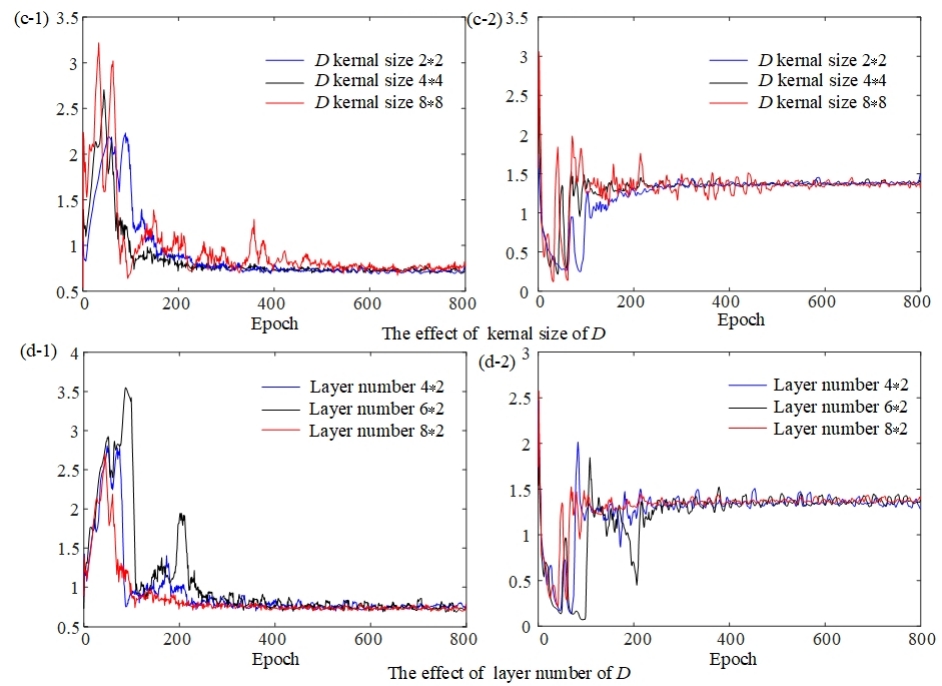 (c-1)
3.5
3
2.5
2
1.5
1
0.5
D kernal size 2*2
D kernal size 4*4
D kernal size 8*8
0 200 400 600 800
Epoch
(c-2)
3.5
3
2.5
2
1.5
1
0.5
0
D kernal size 2*2
D kernal size 4*4
D kernal size 8*8
0 200 400 600 800
Epoch
The effect of kernal size of D
(d-1)
4
3.5
3
2.5
2
1.5
1
0.5
Layer number 4*2
Layer number 6*2
Layer number 8*2
0 200 400 600 800
Epoch
(d-2)
3
2.5
2
1.5
1
0.5
0
Layer number 4*2
Layer number 6*2
Layer number 8*2
0 200 400 600 800
Epoch
The effect of layer number of D